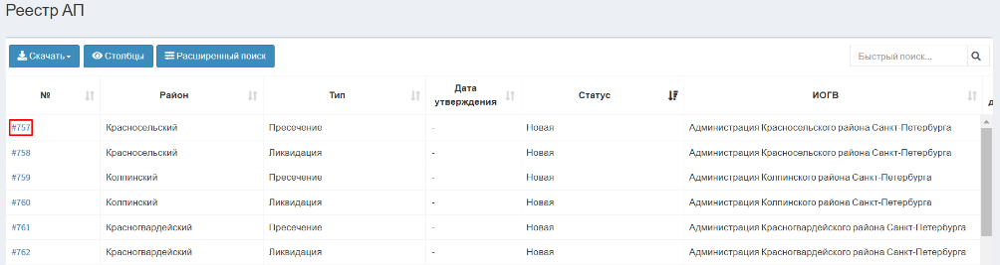 Реестр АП
Скачать Столбцы Расширенный поиск Быстрый поиск...
№ Район Тип Дата утверждения Статус ИОГВ
#757 Красносельский Пресечение - Новая Администрация Красносельского района Санкт-Петербурга
#758 Красносельский Ликвидация - Новая Администрация Красносельского района Санкт-Петербурга
#759 Колпинский Пресечение - Новая Администрация Колпинского района Санкт-Петербурга
#760 Колпинский Ликвидация - Новая Администрация Колпинского района Санкт-Петербурга
#761 Красногвардейский Пресечение - Новая Администрация Красногвардейского района Санкт-Петербурга
#762 Красногвардейский Ликвидация - Новая Администрация Красногвардейского района Санкт-Петербурга